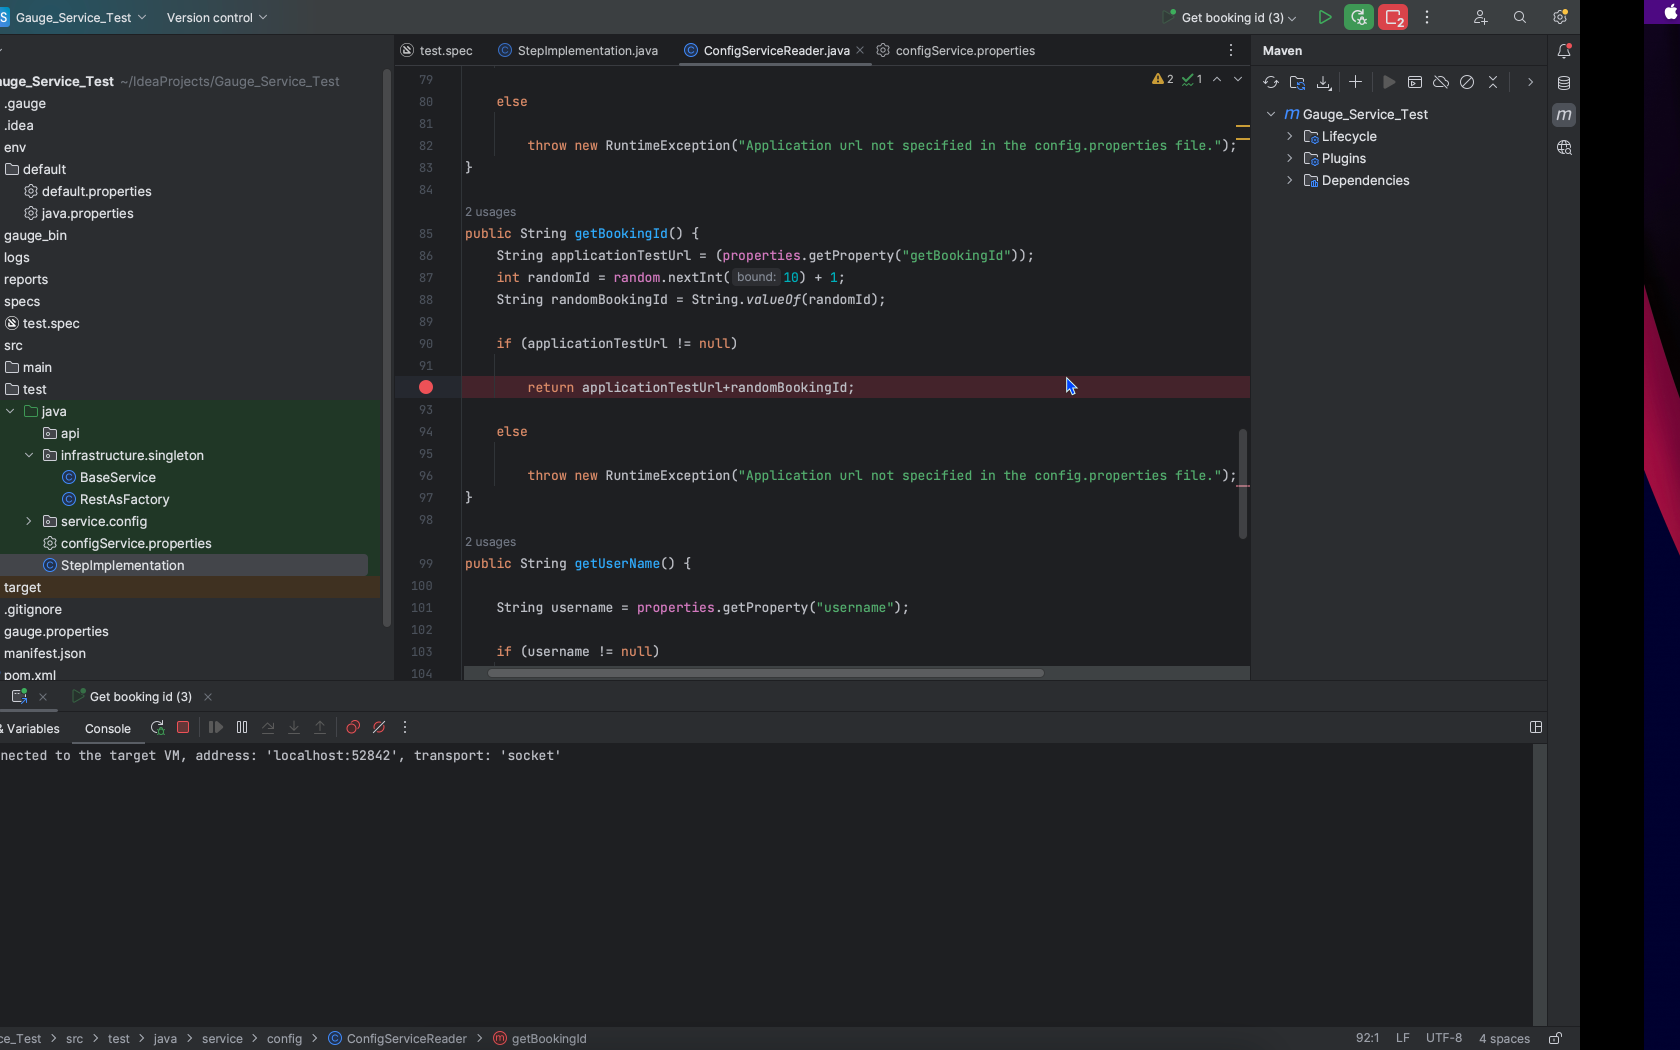 S Gauge_Service_Test Version control Get booking id (3) 2
test.spec StepImplementation.java ConfigServiceReader.java configService.properties Maven
auge_Service_Test ~/IdeaProjects/Gauge_Service_Test
.gauge
.idea
env
default
default.properties
java.properties
gauge_bin
logs
reports
specs
test.spec
src
main
test
java
api
infrastructure.singleton
BaseService
RestAsFactory
service.config
configService.properties
StepImplementation
target
.gitignore
gauge.properties
manifest.json
pom.xml
2 1
79
80 else
81
82 throw new RuntimeException("Application url not specified in the config.properties file.");
83 }
84
2 usages
85 public String getBookingId() {
86 String applicationTestUrl = (properties.getProperty("getBookingId"));
87 int randomId = random.nextInt( bound: 10) + 1;
88 String randomBookingId = String.valueOf(randomId);
89
90 if (applicationTestUrl != null)
91
return applicationTestUrl+randomBookingId;
93
94 else
95
96 throw new RuntimeException("Application url not specified in the config.properties file.");
97 }
98
2 usages
99 public String getUserName() {
100
101 String username = properties.getProperty("username");
102
103 if (username != null)
104
m
m Gauge_Service_Test
Lifecycle
Plugins
Dependencies
Get booking id (3)
& Variables Console
nected to the target VM, address: 'localhost:52842', transport: 'socket'
ce_Test > src > test > java > service > config > ConfigServiceReader > getBookingId 92:1 LF UTF-8 4 spaces